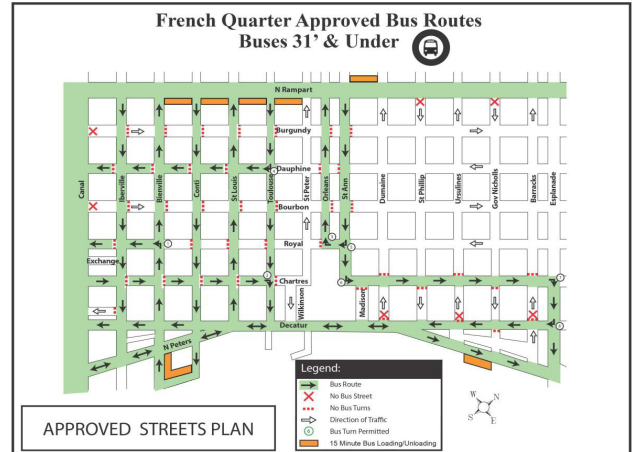 French Quarter Approved Bus Routes
Buses 31' & Under
N Rampart
Burgundy
Dauphine
Bourbon
Royal
Exchange
Chartres
Decatur
N Peters
Canal
Iberville
Bienville
Conti
St Louis
Toulouse
St Peter
Orleans
St Ann
Dumaine
St Phillip
Ursulines
Gov Nicholls
Barracks
Esplanade
Wilkinson
Madison
Legend:
Bus Route
No Bus Street
No Bus Turns
Direction of Traffic
Bus Turn Permitted
15 Minute Bus Loading/Unloading
W
N
S
E
APPROVED STREETS PLAN